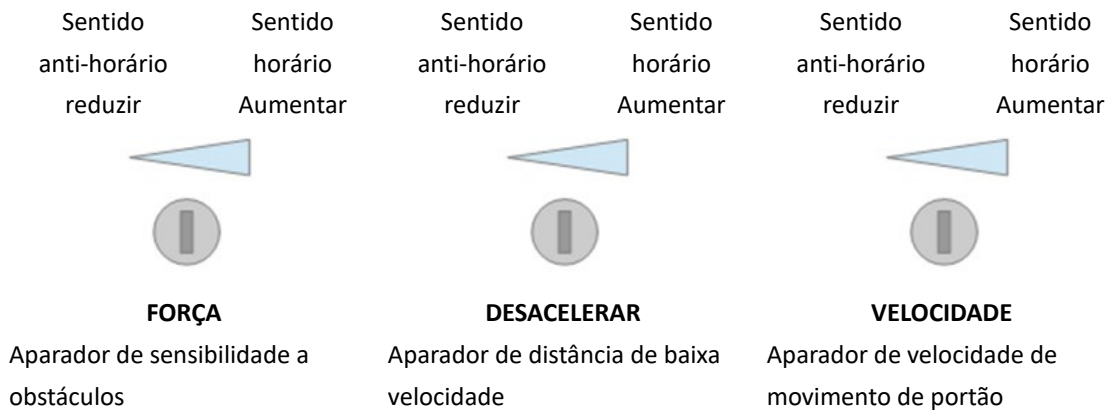 Sentido Sentido Sentido Sentido Sentido Sentido
anti-horário horário anti-horário horário anti-horário horário
reduzir Aumentar reduzir Aumentar reduzir Aumentar
FORÇA DESACELERAR VELOCIDADE
Aparador de sensibilidade a Aparador de distância de baixa Aparador de velocidade de
obstáculos velocidade movimento de portão